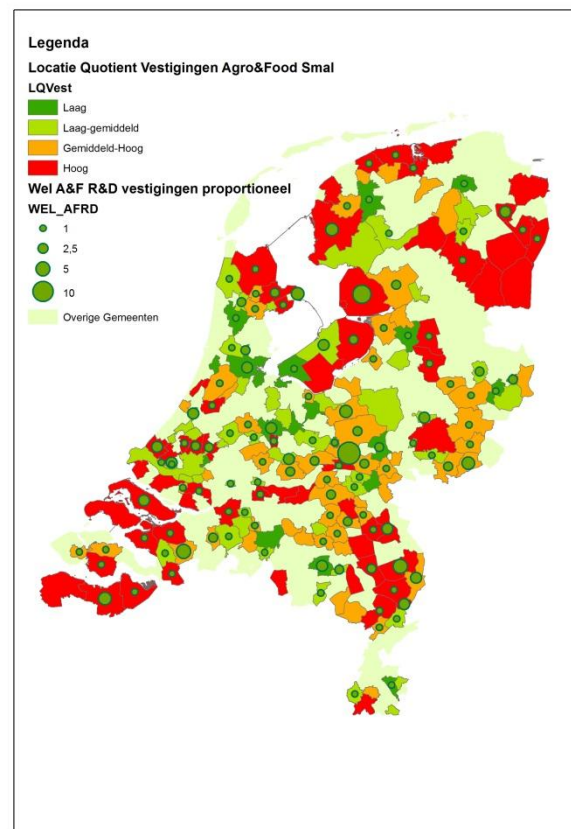 Legenda
Locatie Quotient Vestigingen Agro&Food Smal
LQVest
Laag
Laag-gemiddeld
Gemiddeld-Hoog
Hoog
Wel A&F R&D vestigingen proportioneel
WEL_AFRD
1
2,5
5
10
Overige Gemeenten